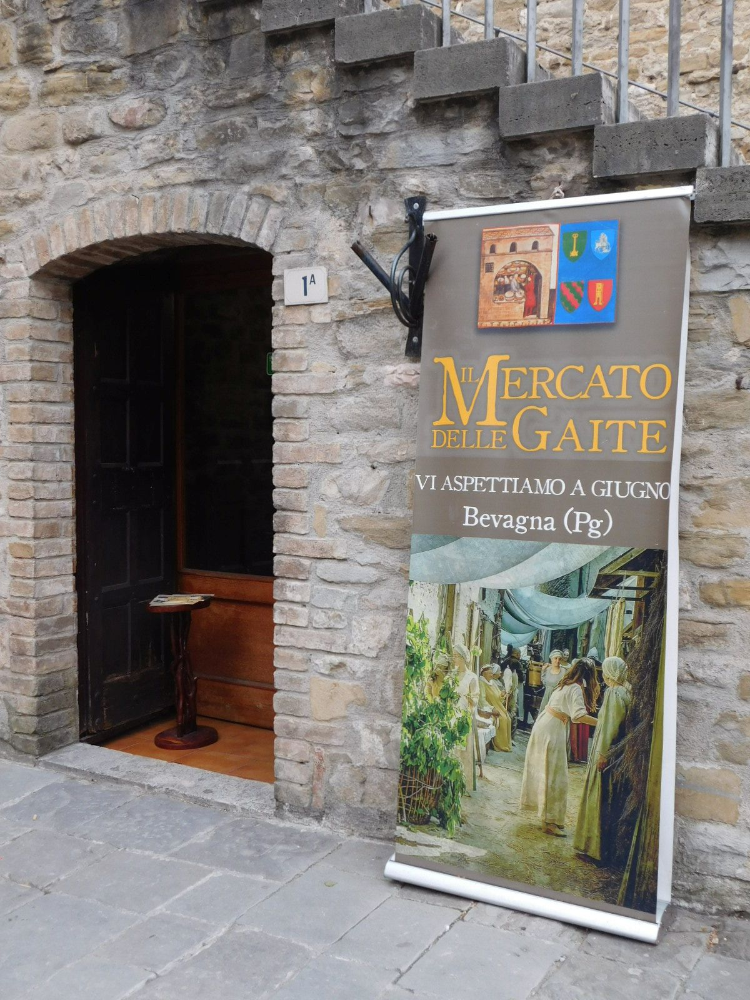 1A
IL MERCATO
DELLE GAITE
VI ASPETTIAMO A GIUGNO
Bevagna (Pg)